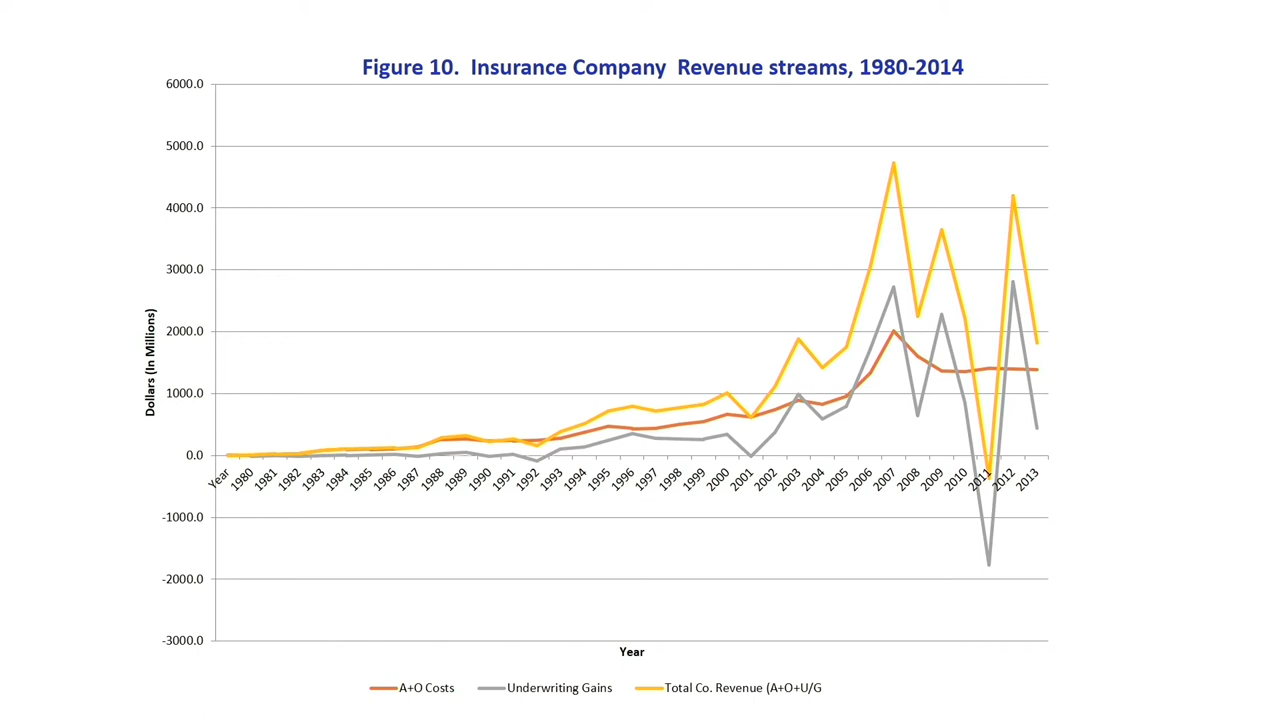 Figure 10.  Insurance Company  Revenue streams, 1980-2014
6000.0
5000.0
4000.0
3000.0
2000.0
1000.0
0.0
-1000.0
-2000.0
-3000.0
Dollars (In Millions)
Year 1980 1981 1982 1983 1984 1985 1986 1987 1988 1989 1990 1991 1992 1993 1994 1995 1996 1997 1998 1999 2000 2001 2002 2003 2004 2005 2006 2007 2008 2009 2010 2011 2012 2013
Year
A+O Costs Underwriting Gains Total Co. Revenue (A+O+U/G